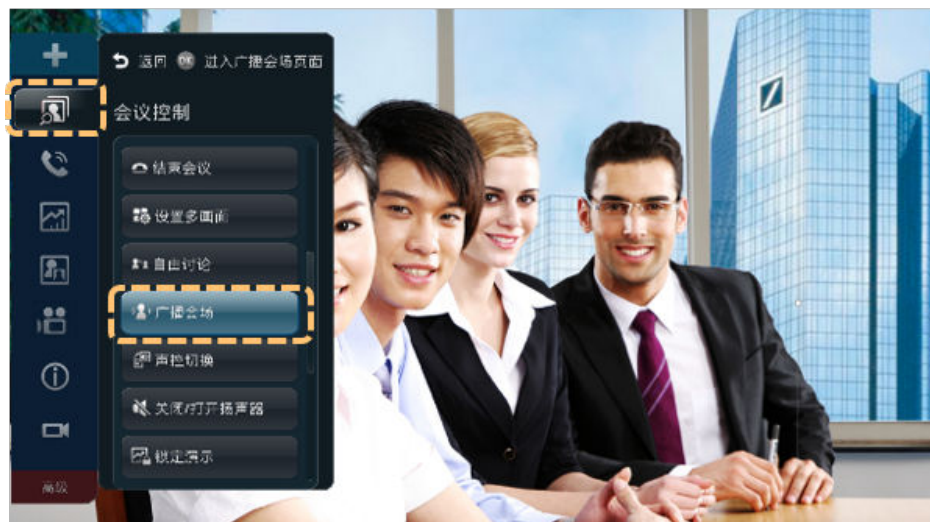 返回 OK 进入广播会场页面
会议控制
结束会议
设置多画面
自由讨论
广播会场
声控切换
关闭/打开扬声器
锁定演示
高级